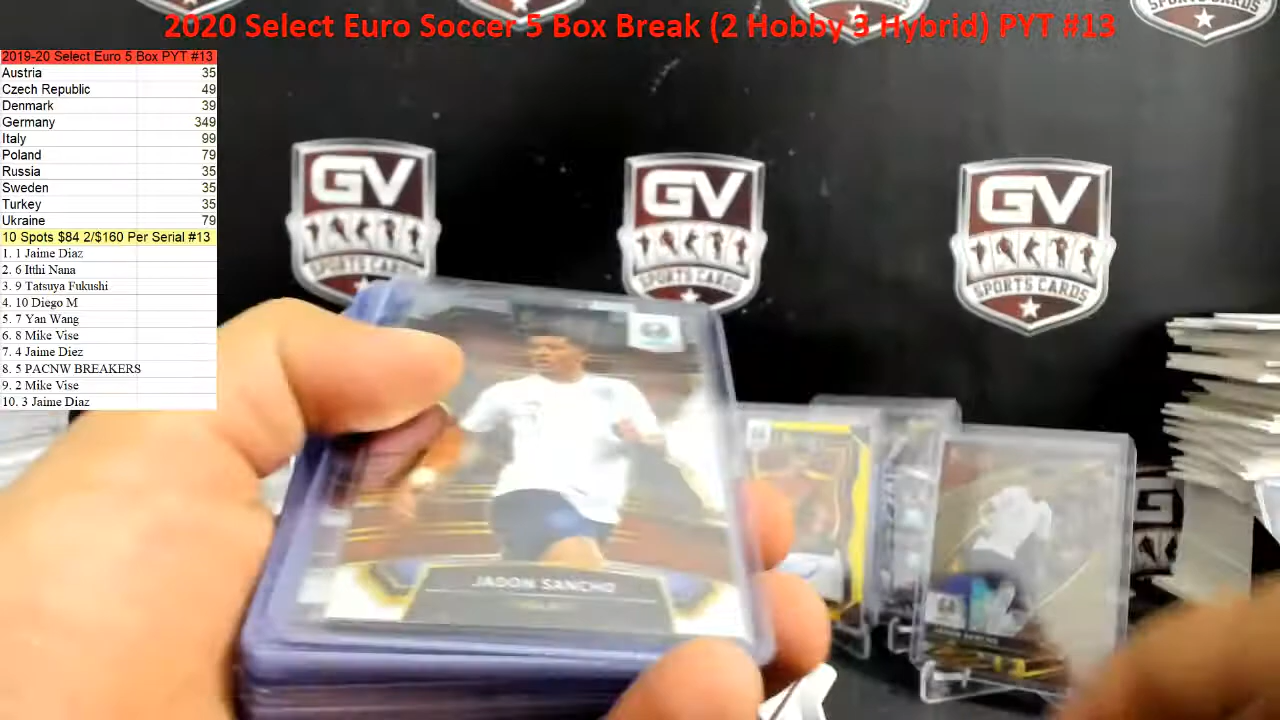 2020 Select Euro Soccer 5 Box Break (2 Hobby 3 Hybrid) PYT #13
2019-20 Select Euro 5 Box PYT #13
Austria 35
Czech Republic 49
Denmark 39
Germany 349
Italy 99
Poland 79
Russia 35
Sweden 35
Turkey 35
Ukraine 79
10 Spots $84 2/$160 Per Serial #13
1. 1 Jaime Diaz
2. 6 Itthi Nana
3. 9 Tatsuya Fukushi
4. 10 Diego M
5. 7 Yan Wang
6. 8 Mike Vise
7. 4 Jaime Diez
8. 5 PACNW BREAKERS
9. 2 Mike Vise
10. 3 Jaime Diaz
SPORTS CARDS
SPORTS CARDS
GV
SPORTS CARDS
GV
SPORTS CARDS
GV
SPORTS CARDS
JADON SANCHO
GV